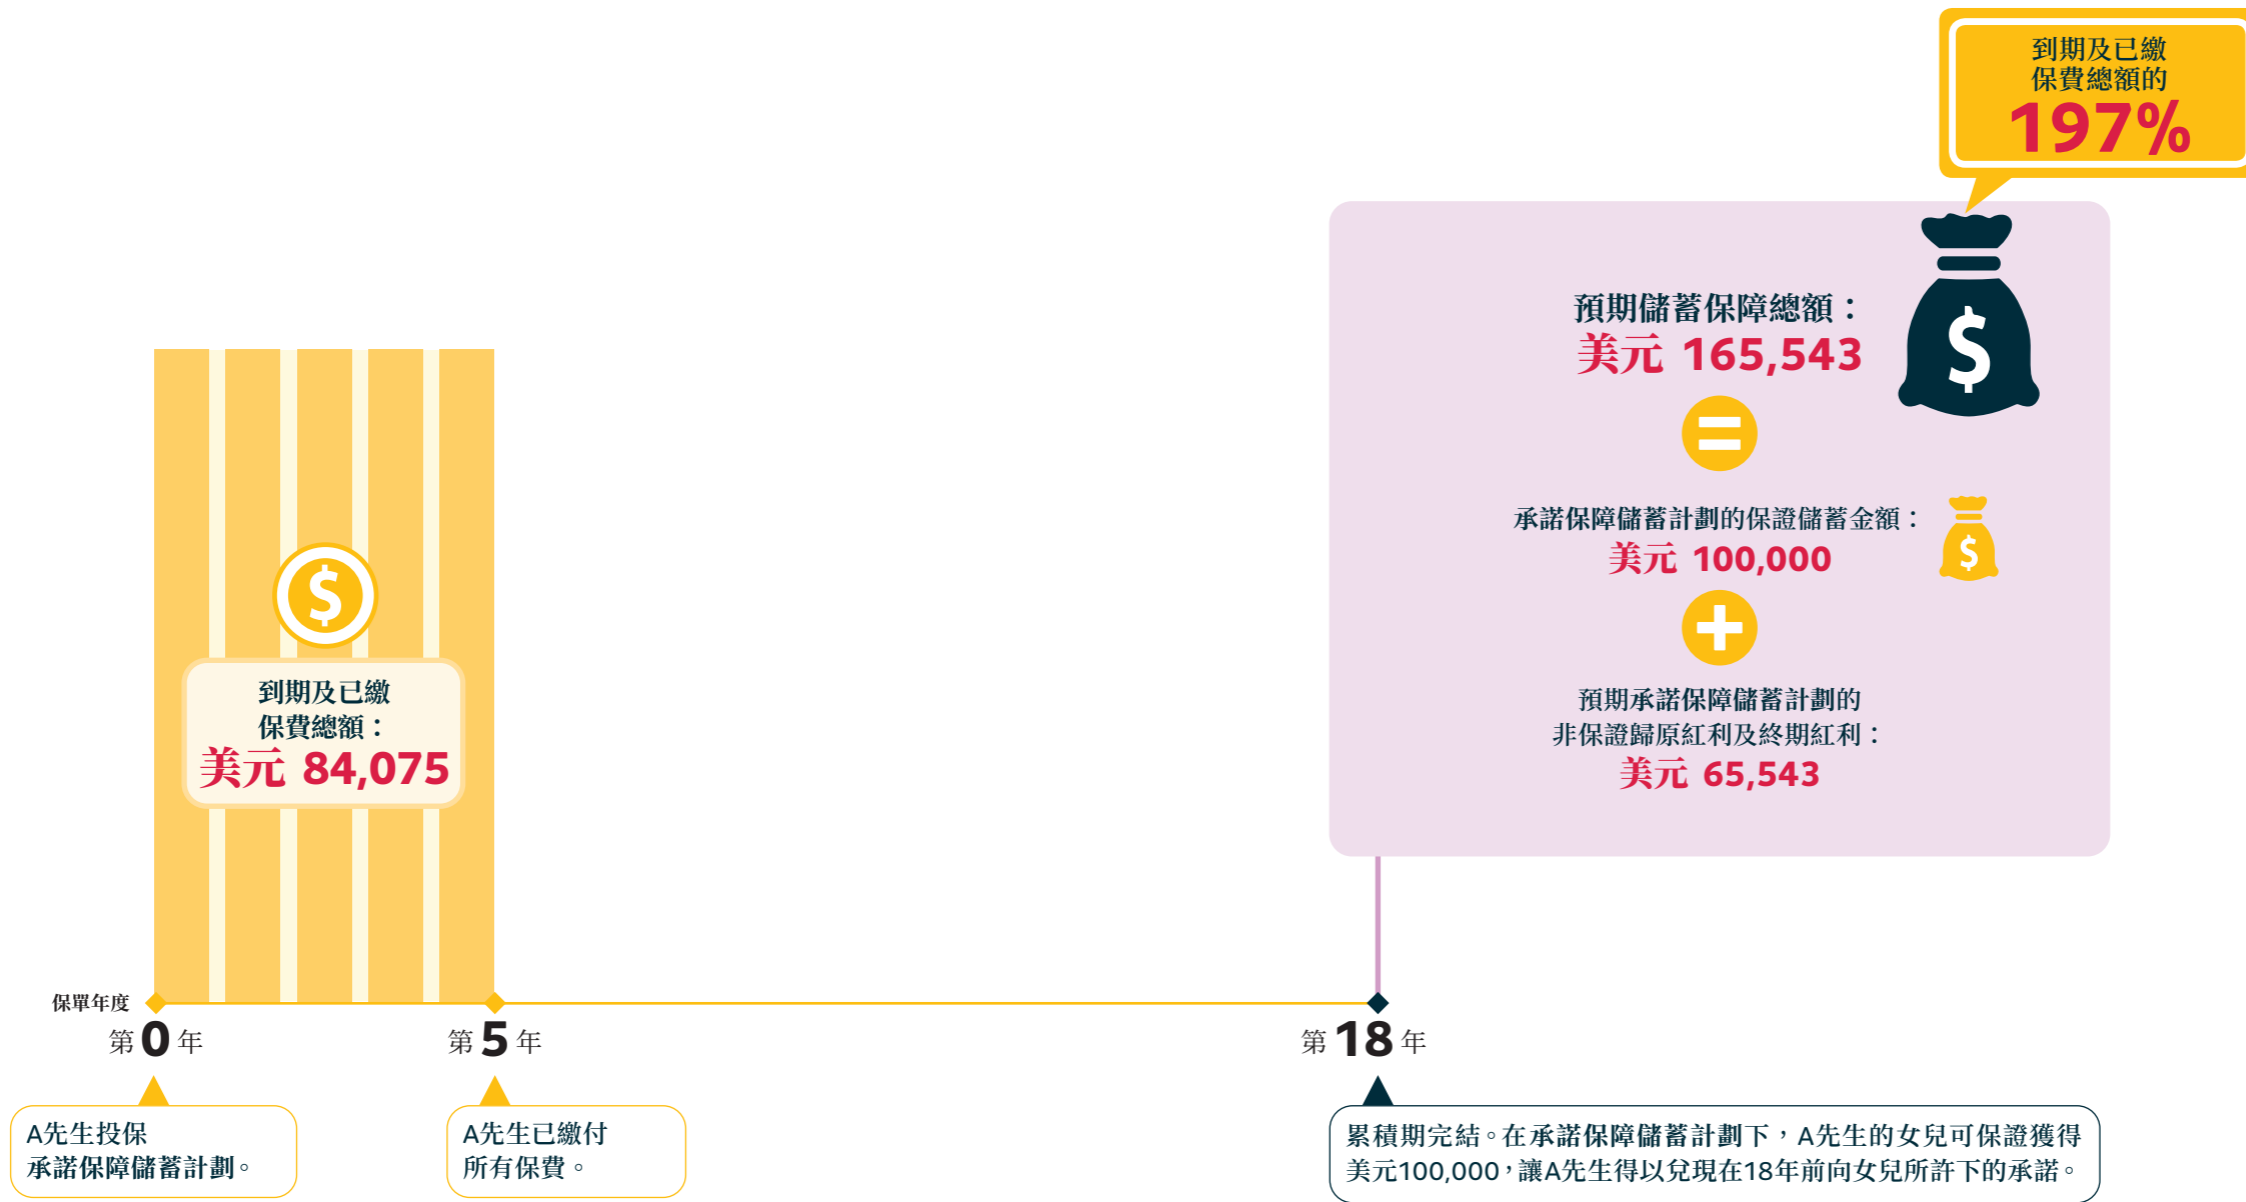 到期及已繳
保費總額的
197%
預期儲蓄保障總額：
美元 165,543
承諾保障儲蓄計劃的保證儲蓄金額：
美元 100,000
預期承諾保障儲蓄計劃的
非保證歸原紅利及終期紅利：
美元 65,543
到期及已繳
保費總額：
美元 84,075
保單年度
第0年
第5年
第18年
A先生投保
承諾保障儲蓄計劃。
A先生已繳付
所有保費。
累積期完結。在承諾保障儲蓄計劃下，A先生的女兒可保證獲得
美元100,000，讓A先生得以兌現在18年前向女兒所許下的承諾。